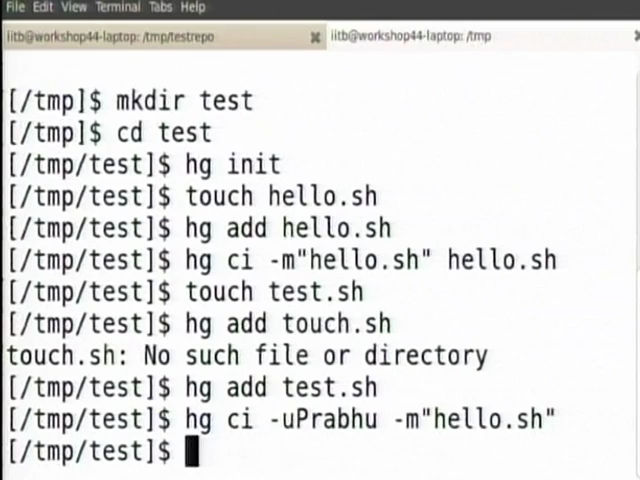 File Edit View Terminal Tabs Help
iitb@workshop44-laptop: /tmp/testrepo
iitb@workshop44-laptop: /tmp
[/tmp]$ mkdir test
[/tmp]$ cd test
[/tmp/test]$ hg init
[/tmp/test]$ touch hello.sh
[/tmp/test]$ hg add hello.sh
[/tmp/test]$ hg ci -m"hello.sh" hello.sh
[/tmp/test]$ touch test.sh
[/tmp/test]$ hg add touch.sh
touch.sh: No such file or directory
[/tmp/test]$ hg add test.sh
[/tmp/test]$ hg ci -uPrabhu -m"hello.sh"
[/tmp/test]$